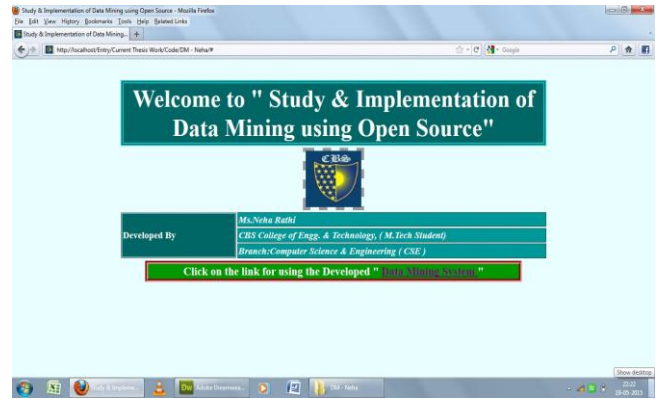 Study & Implementation of Data Mining using Open Source - Mozilla Firefox
File Edit View History Bookmarks Tools Help Related Links
Study & Implementation of Data Mining... +
http://localhost/Entry/Current Thesis Work/Code/DM - Neha/#
Google
Welcome to " Study & Implementation of
Data Mining using Open Source"
CBS
Developed By
Ms.Neha Rathi
CBS College of Engg. & Technology, ( M.Tech Student)
Branch:Computer Science & Engineering ( CSE )
Click on the link for using the Developed " Data Mining System "
Show desktop
Study & Impleme...
Dw Adobe Dreamwea...
DM - Neha
22:22
19-05-2015